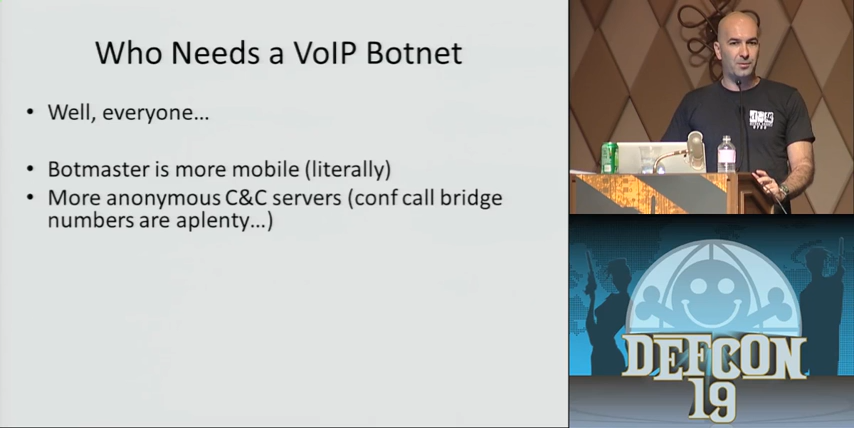 Who Needs a VoIP Botnet
• Well, everyone…
• Botmaster is more mobile (literally)
• More anonymous C&C servers (conf call bridge
numbers are aplenty…)
DEFCON
19